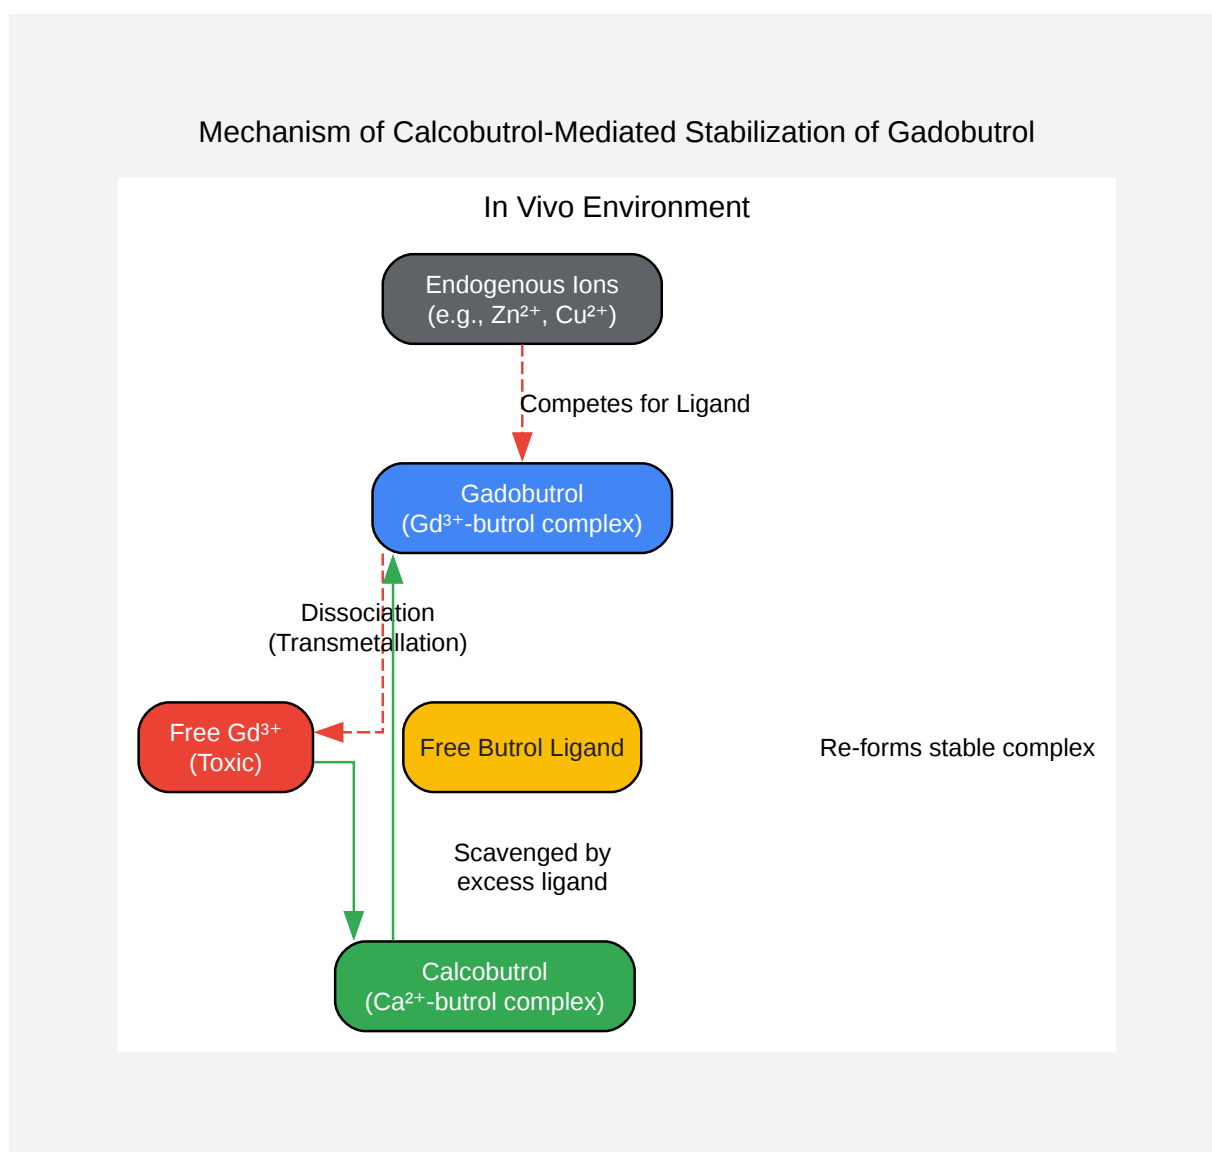 Mechanism of Calcobutrol-Mediated Stabilization of Gadobutrol
In Vivo Environment
Endogenous Ions
(e.g., Zn²⁺, Cu²⁺)
Competes for Ligand
Gadobutrol
(Gd³⁺-butrol complex)
Dissociation
(Transmetallation)
Free Gd³⁺
(Toxic)
Free Butrol Ligand
Re-forms stable complex
Scavenged by
excess ligand
Calcobutrol
(Ca²⁺-butrol complex)